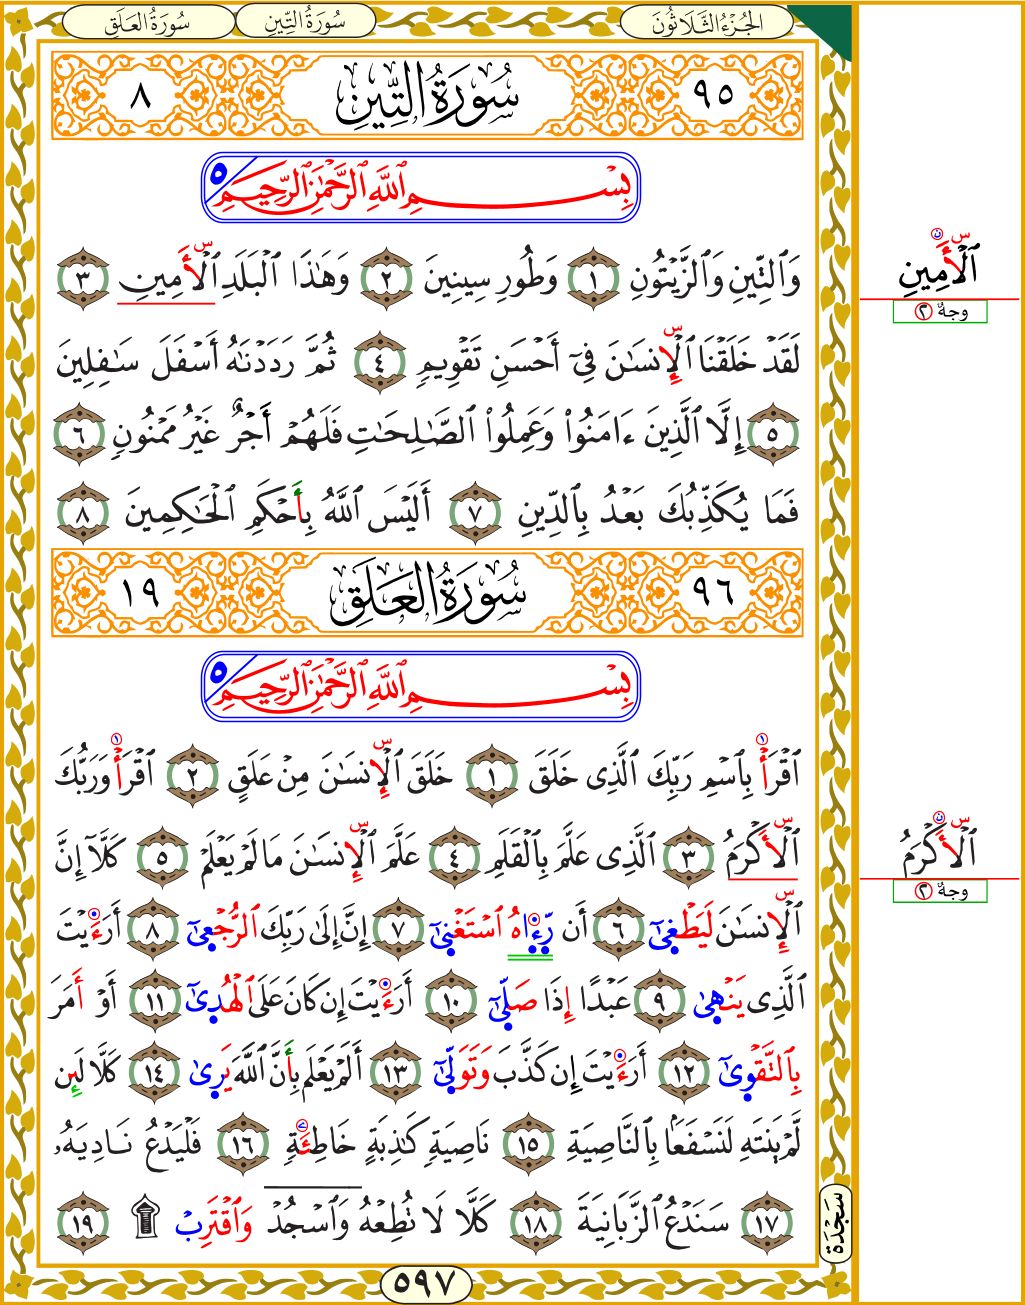 الجُزْءُ الثَّلَاثُونَ
سُورَةُ التِّينِ
سُورَةُ العَلَقِ
٩٥ سُورَةُ التِّينِ ٨
بِسْمِ ٱللَّهِ ٱلرَّحْمَٰنِ ٱلرَّحِيمِ ٥
وَٱلتِّينِ وَٱلزَّيْتُونِ ١ وَطُورِ سِينِينَ ٢ وَهَٰذَا ٱلْبَلَدِ ٱلْأَمِينِ ٣
لَقَدْ خَلَقْنَا ٱلْإِنسَٰنَ فِىٓ أَحْسَنِ تَقْوِيمٍ ٤ ثُمَّ رَدَدْنَٰهُ أَسْفَلَ سَٰفِلِينَ
٥ إِلَّا ٱلَّذِينَ ءَامَنُوا۟ وَعَمِلُوا۟ ٱلصَّٰلِحَٰتِ فَلَهُمْ أَجْرٌ غَيْرُ مَمْنُونٍ ٦
فَمَا يُكَذِّبُكَ بَعْدُ بِٱلدِّينِ ٧ أَلَيْسَ ٱللَّهُ بِأَحْكَمِ ٱلْحَٰكِمِينَ ٨
٩٦ سُورَةُ العَلَقِ ١٩
بِسْمِ ٱللَّهِ ٱلرَّحْمَٰنِ ٱلرَّحِيمِ ٥
ٱقْرَأْ بِٱسْمِ رَبِّكَ ٱلَّذِى خَلَقَ ١ خَلَقَ ٱلْإِنسَٰنَ مِنْ عَلَقٍ ٢ ٱقْرَأْ وَرَبُّكَ
ٱلْأَكْرَمُ ٣ ٱلَّذِى عَلَّمَ بِٱلْقَلَمِ ٤ عَلَّمَ ٱلْإِنسَٰنَ مَا لَمْ يَعْلَمْ ٥ كَلَّآ إِنَّ
ٱلْإِنسَٰنَ لَيَطْغَىٰٓ ٦ أَن رَّءَاهُ ٱسْتَغْنَىٰٓ ٧ إِنَّ إِلَىٰ رَبِّكَ ٱلرُّجْعَىٰٓ ٨ أَرَءَيْتَ
ٱلَّذِى يَنْهَىٰ ٩ عَبْدًا إِذَا صَلَّىٰٓ ١٠ أَرَءَيْتَ إِن كَانَ عَلَى ٱلْهُدَىٰٓ ١١ أَوْ أَمَرَ
بِٱلتَّقْوَىٰٓ ١٢ أَرَءَيْتَ إِن كَذَّبَ وَتَوَلَّىٰٓ ١٣ أَلَمْ يَعْلَم بِأَنَّ ٱللَّهَ يَرَىٰ ١٤ كَلَّا لَئِن
لَّمْ يَنتَهِ لَنَسْفَعًۢا بِٱلنَّاصِيَةِ ١٥ نَاصِيَةٍ كَٰذِبَةٍ خَاطِئَةٍ ١٦ فَلْيَدْعُ نَادِيَهُۥ
١٧ سَنَدْعُ ٱلزَّبَانِيَةَ ١٨ كَلَّا لَا تُطِعْهُ وَٱسْجُدْ وَٱقْتَرِب ۩ ١٩
٥٩٧
ٱلْأَمِينِ
وجهٌ ٢
ٱلْأَكْرَمُ
وجهٌ ٢
سَجْدَة